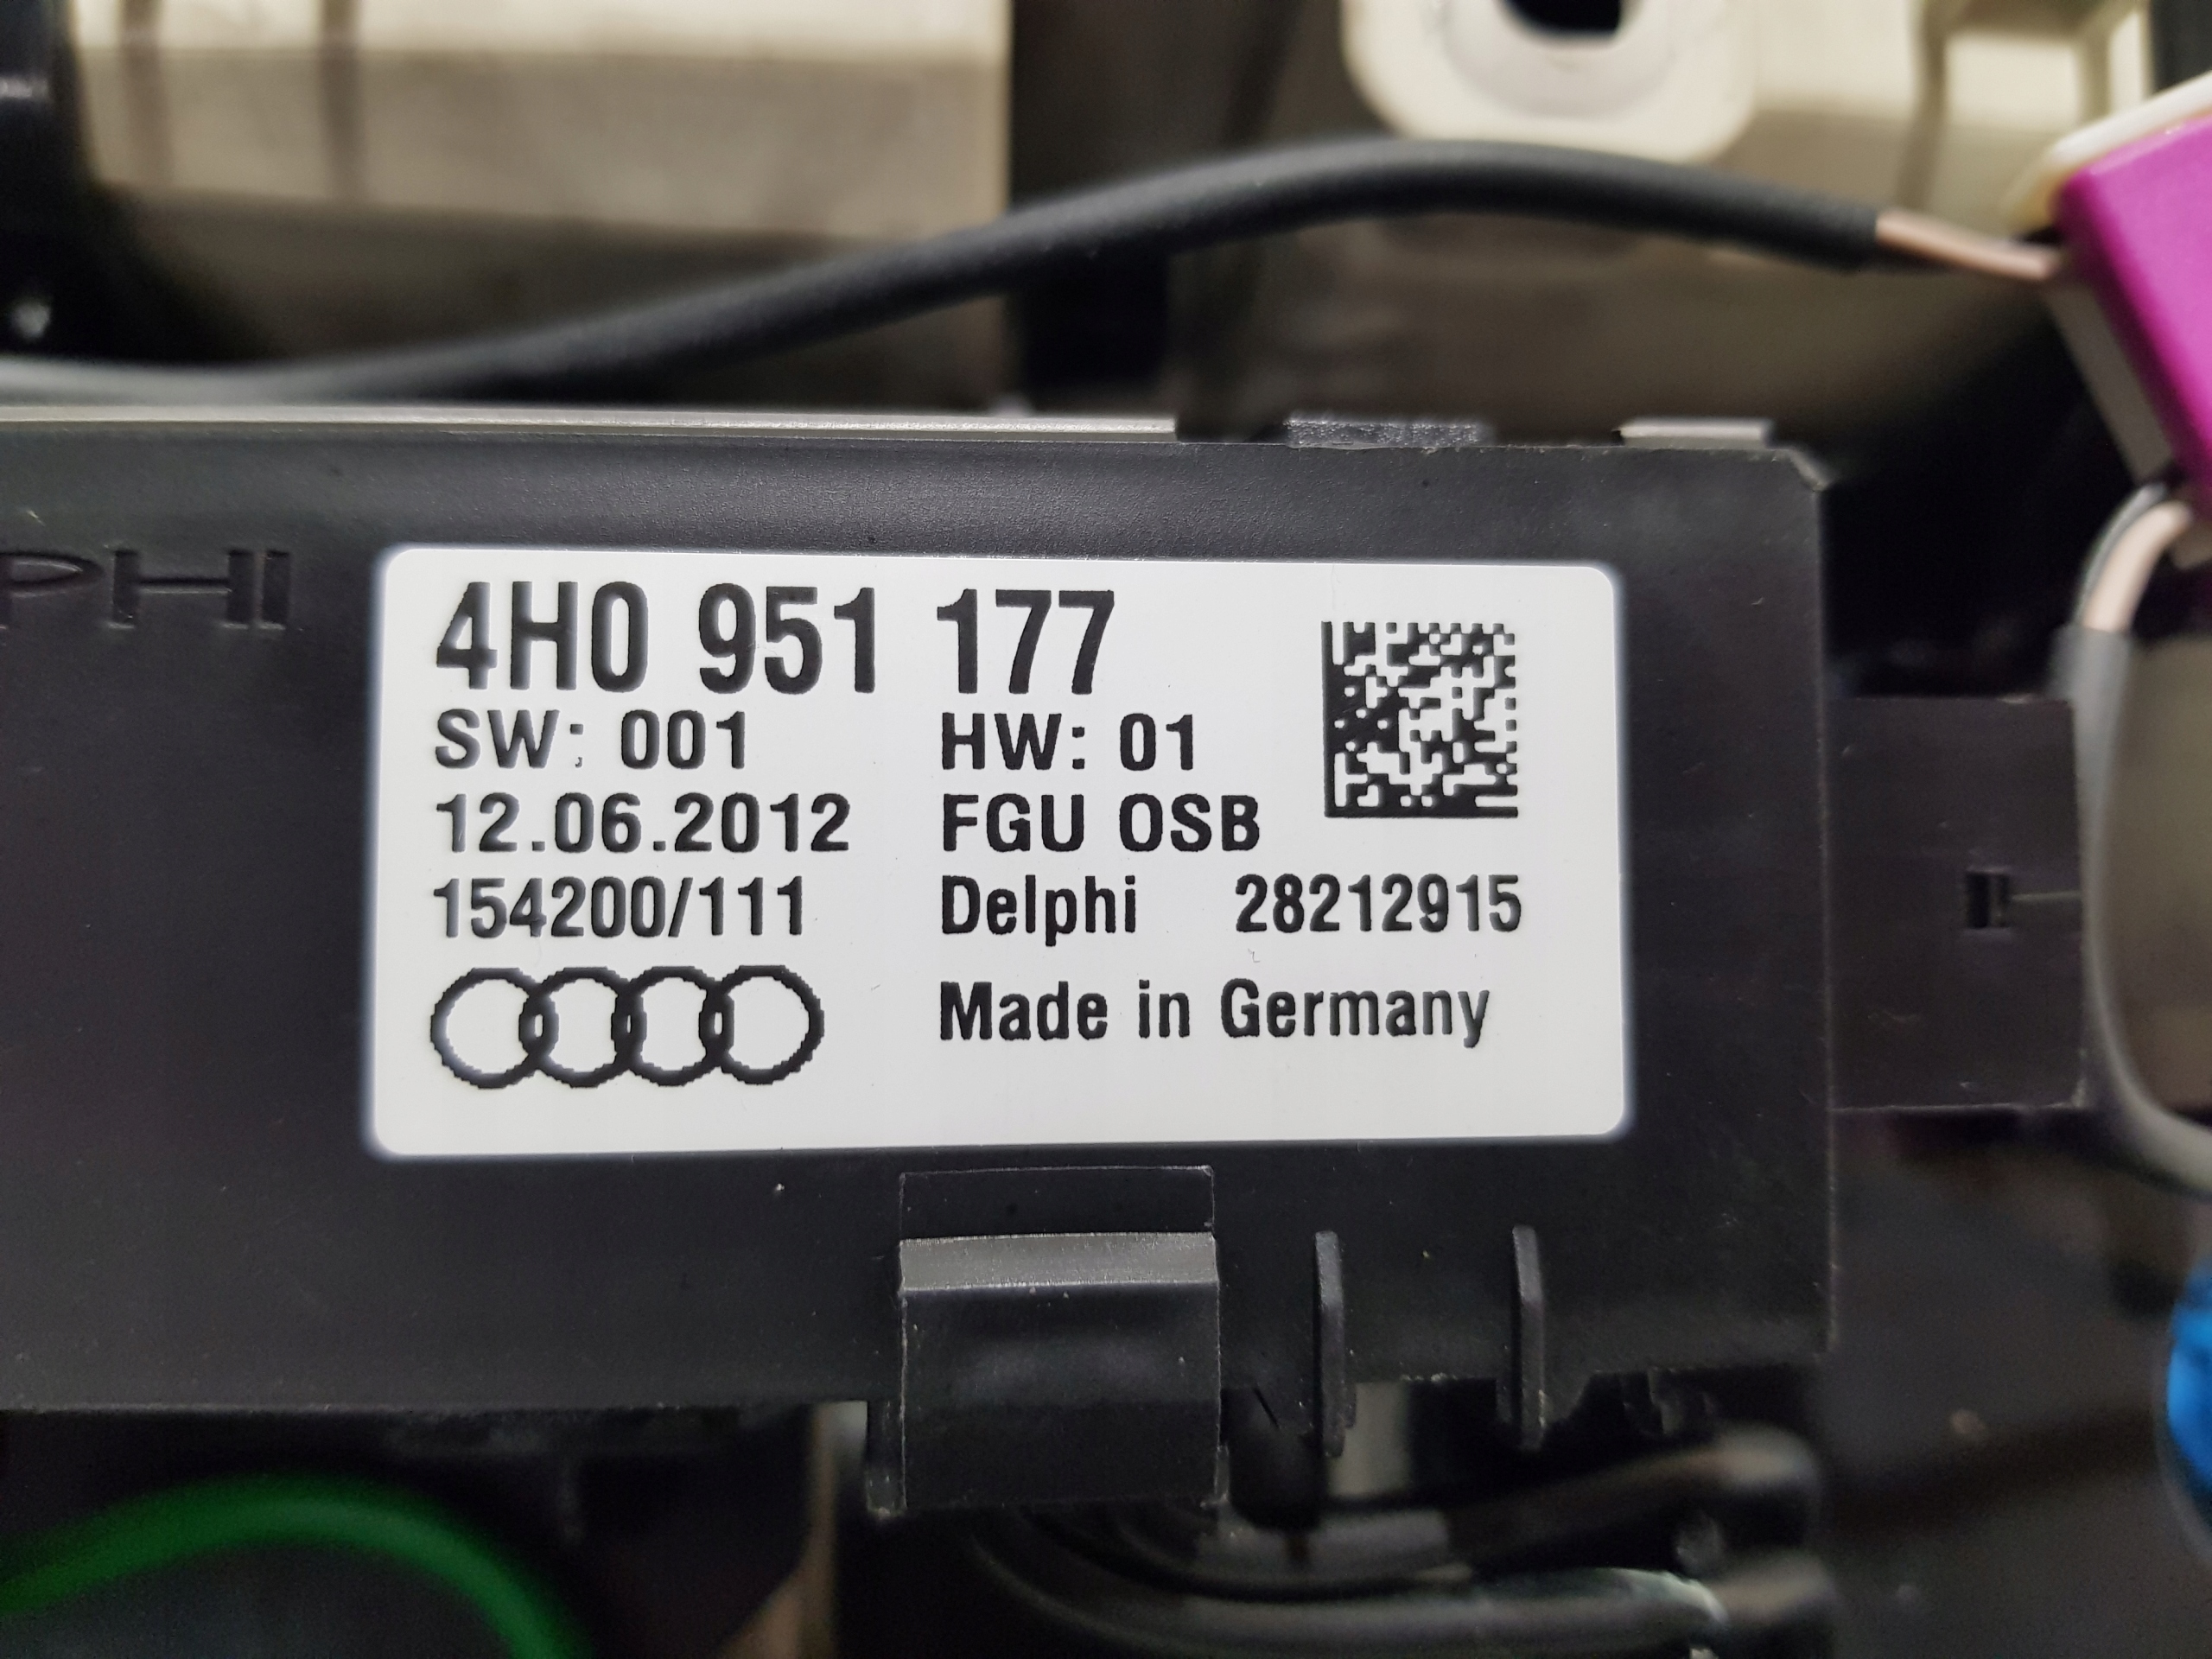 PHI
4H0 951 177
SW: 001 HW: 01
12.06.2012 FGU OSB
154200/111 Delphi 28212915
Made in Germany